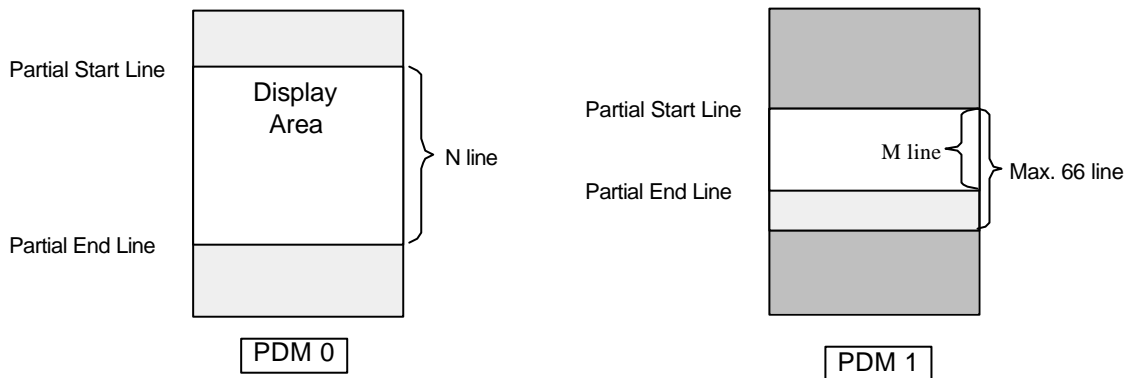 Partial Start Line
Display
Area
N line
Partial End Line
PDM 0
Partial Start Line
M line
Max. 66 line
Partial End Line
PDM 1